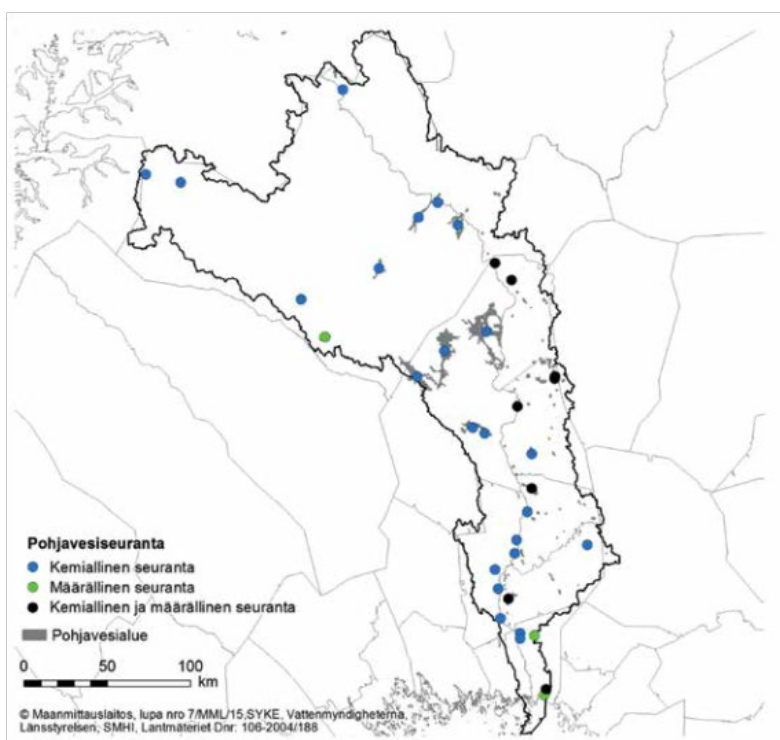 Pohjavesiseuranta
Kemiallinen seuranta
Määrällinen seuranta
Kemiallinen ja määrällinen seuranta
Pohjavesialue
0 50 100
km
© Maanmittauslaitos, lupa nro 7/MML/15,SYKE, Vattenmyndigheterna,
Länsstyrelsen, SMHI, Lantmäteriet Dnr: 106-2004/188